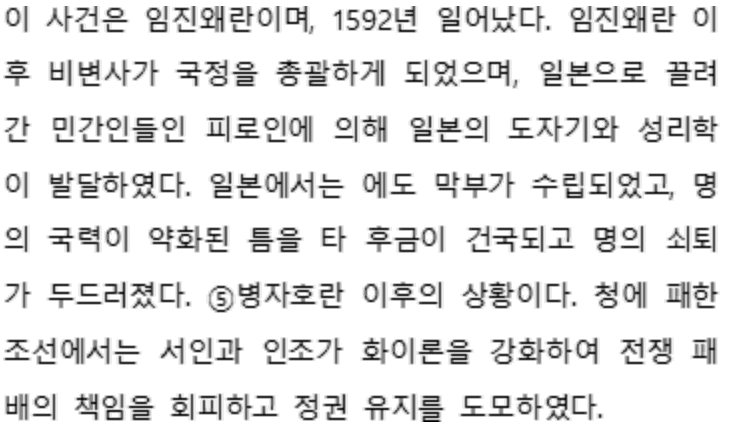 이 사건은 임진왜란이며, 1592년 일어났다. 임진왜란 이
후 비변사가 국정을 총괄하게 되었으며, 일본으로 끌려
간 민간인들인 피로인에 의해 일본의 도자기와 성리학
이 발달하였다. 일본에서는 에도 막부가 수립되었고, 명
의 국력이 약화된 틈을 타 후금이 건국되고 명의 쇠퇴
가 두드러졌다. ⑤병자호란 이후의 상황이다. 청에 패한
조선에서는 서인과 인조가 화이론을 강화하여 전쟁 패
배의 책임을 회피하고 정권 유지를 도모하였다.